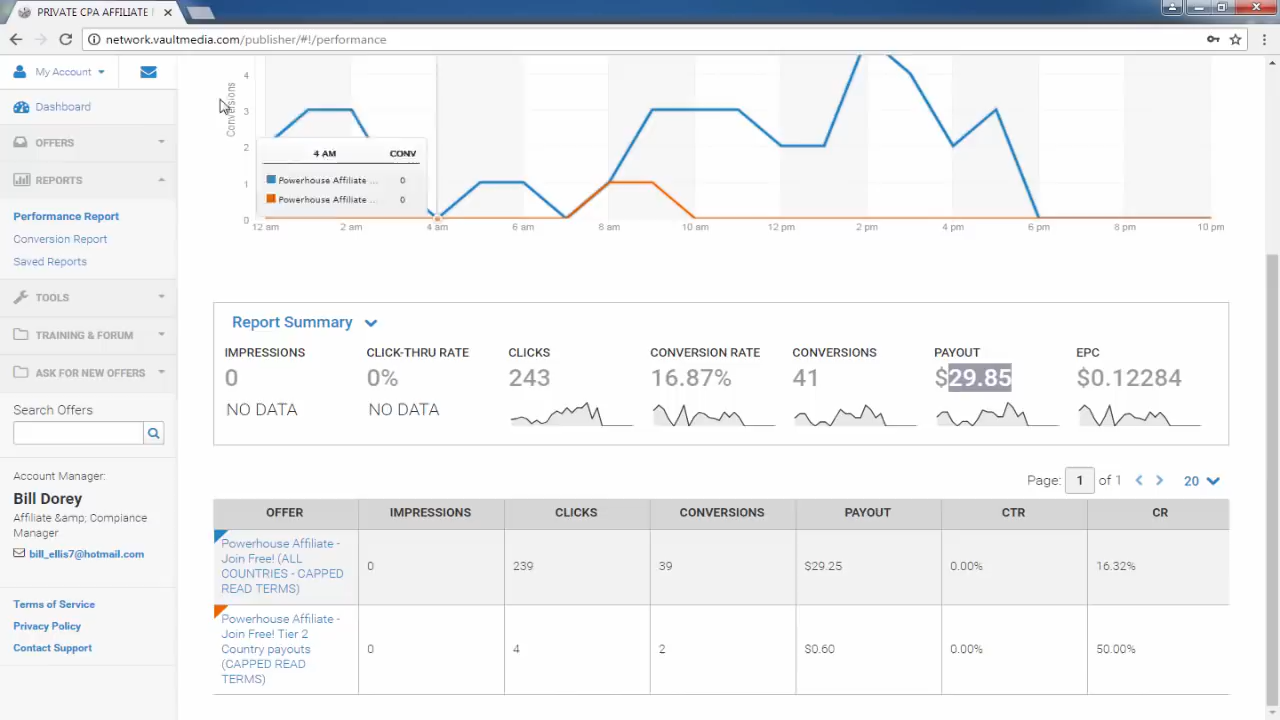 PRIVATE CPA AFFILIATE
network.vaultmedia.com/publisher/#!/performance
My Account
Dashboard
OFFERS
REPORTS
Performance Report
Conversion Report
Saved Reports
TOOLS
TRAINING & FORUM
ASK FOR NEW OFFERS
Search Offers
Account Manager:
Bill Dorey
Affiliate &amp; Compiance
Manager
bill_ellis7@hotmail.com
Terms of Service
Privacy Policy
Contact Support
Conversions
4
3
2
1
0
4 AM CONV
Powerhouse Affiliate ... 0
Powerhouse Affiliate ... 0
12 am 2 am 4 am 6 am 8 am 10 am 12 pm 2 pm 4 pm 6 pm 8 pm 10 pm
Report Summary
IMPRESSIONS CLICK-THRU RATE CLICKS CONVERSION RATE CONVERSIONS PAYOUT EPC
0 0% 243 16.87% 41 $29.85 $0.12284
NO DATA NO DATA
Page: 1 of 1 20
OFFER IMPRESSIONS CLICKS CONVERSIONS PAYOUT CTR CR
Powerhouse Affiliate -
Join Free! (ALL
COUNTRIES - CAPPED
READ TERMS)
0 239 39 $29.25 0.00% 16.32%
Powerhouse Affiliate -
Join Free! Tier 2
Country payouts
(CAPPED READ
TERMS)
0 4 2 $0.60 0.00% 50.00%